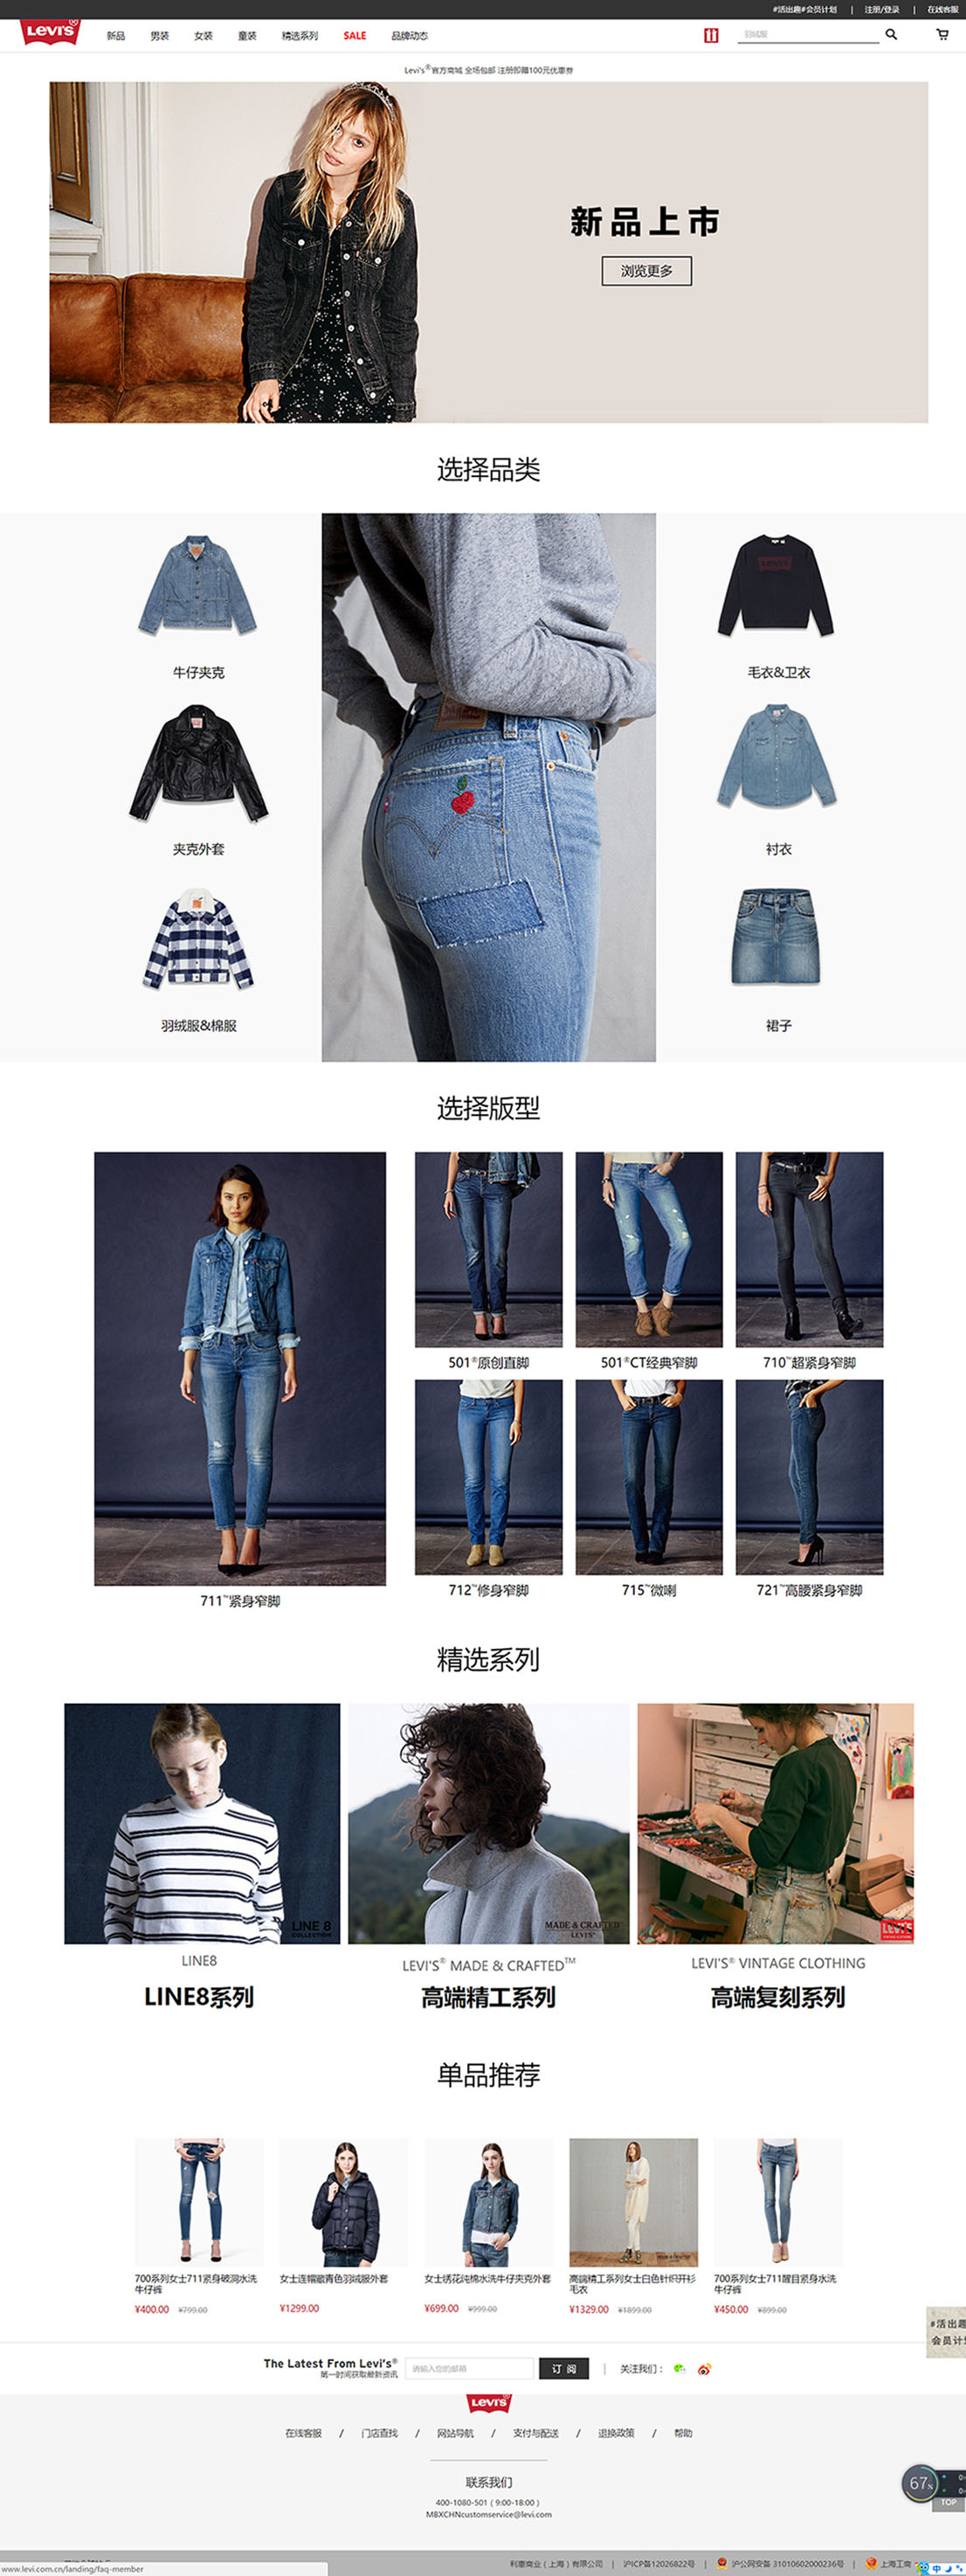 #活出趣#会员计划 | 注册/登录 | 在线客服
Levi's 新品 男装 女装 童装 精选系列 SALE 品牌动态 羽绒服
Levi's®官方商城 全场包邮 注册即赠100元优惠券
新品上市
浏览更多
选择品类
牛仔夹克
毛衣&卫衣
夹克外套
衬衣
羽绒服&棉服
裙子
选择版型
501®原创直脚
501®CT经典窄脚
710™超紧身窄脚
711™紧身窄脚
712™修身窄脚
715™微喇
721™高腰紧身窄脚
精选系列
LINE 8
COLLECTION
MADE & CRAFTED
LEVI'S®
LEVI'S
LINE8
LEVI'S® MADE & CRAFTED™
LEVI'S® VINTAGE CLOTHING
LINE8系列
高端精工系列
高端复刻系列
单品推荐
700系列女士711紧身破洞水洗
牛仔裤
¥400.00 ¥799.00
女士连帽藏青色羽绒服外套
¥1299.00
女士绣花纯棉水洗牛仔夹克外套
¥699.00 ¥999.00
高端精工系列女士白色针织开衫
毛衣
¥1329.00 ¥1899.00
700系列女士711醒目紧身水洗
牛仔裤
¥450.00 ¥899.00
#活出趣
会员计
The Latest From Levi's®
第一时间获取最新资讯
请输入您的邮箱
订 阅
| 关注我们：
Levi's
在线客服 / 门店查找 / 网站导航 / 支付与配送 / 退换政策 / 帮助
联系我们
400-1080-501（9:00-18:00）
MBXCHNcustomservice@levi.com
67%
TOP
利惠商业（上海）有限公司 | 沪ICP备12026822号 | 沪公网安备 31010602000236号 | 上海工商
www.levi.com.cn/landing/faq-member
中